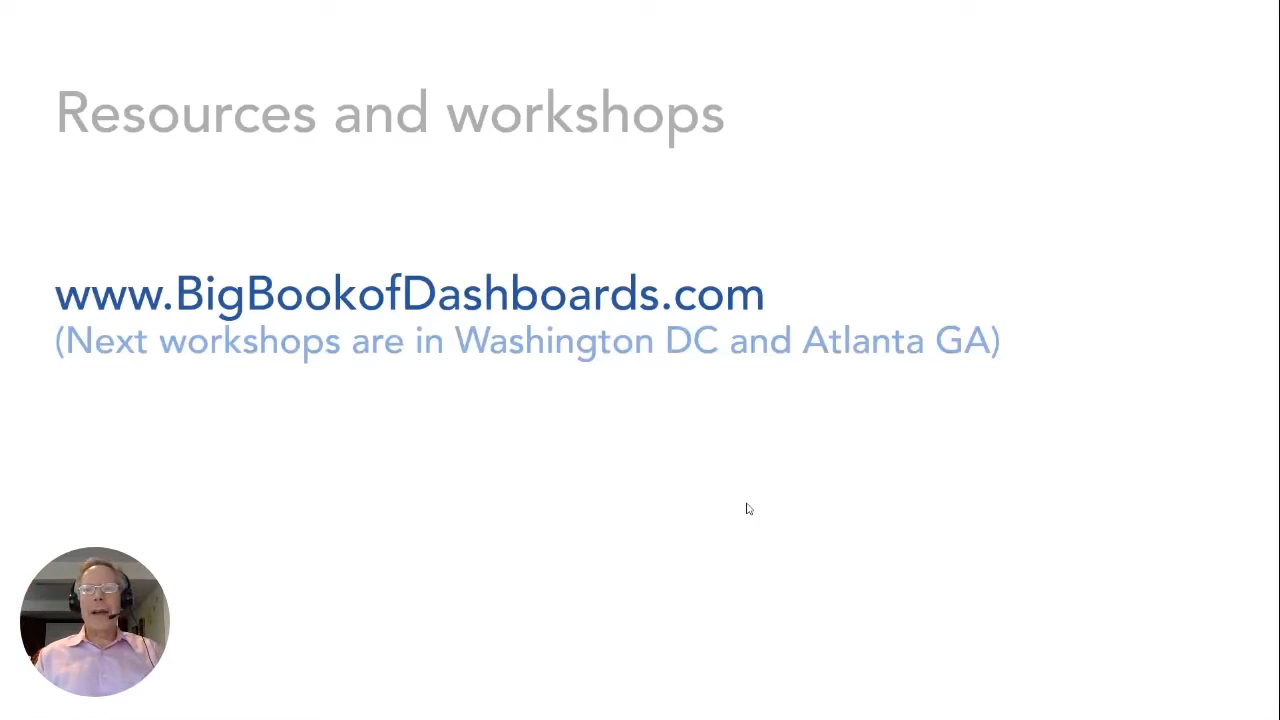 Resources and workshops
www.BigBookofDashboards.com
(Next workshops are in Washington DC and Atlanta GA)